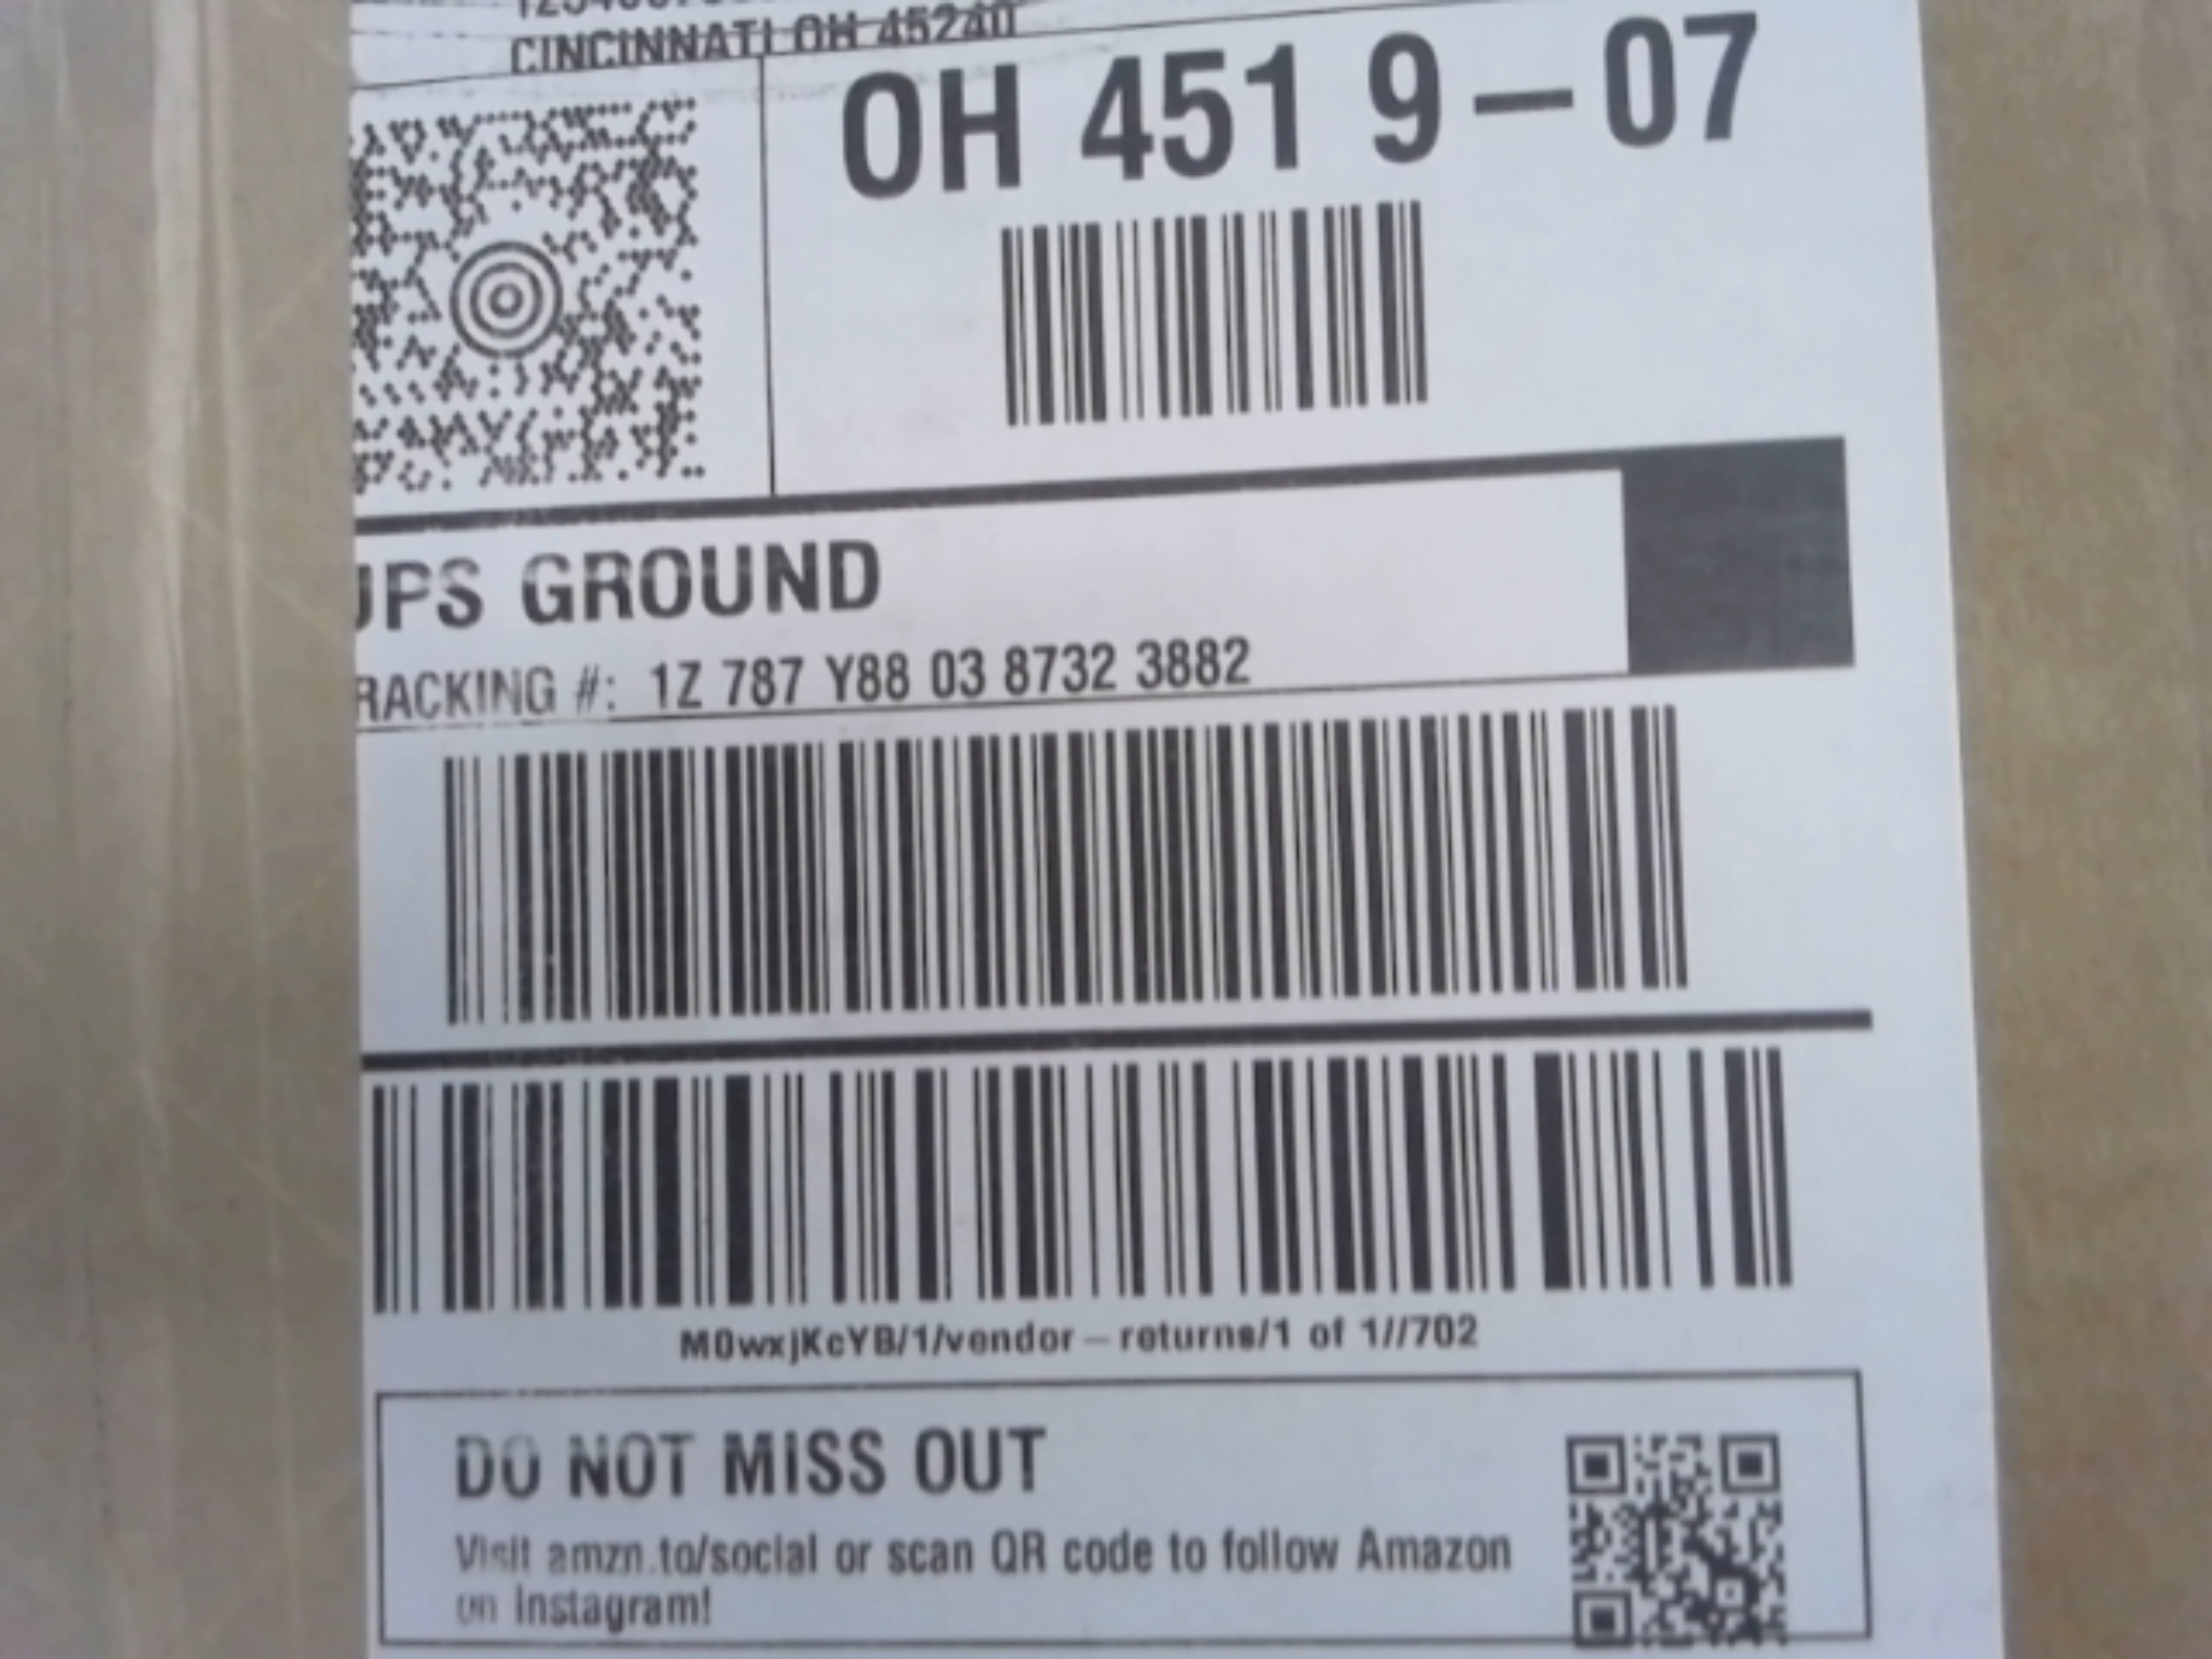 CINCINNATI OH 45240
OH 451 9-07
UPS GROUND
TRACKING #: 1Z 787 Y88 03 8732 3882
M0wxjKcYB/1/vendor-returns/1 of 1//702
DO NOT MISS OUT
Visit amzn.to/social or scan QR code to follow Amazon
on Instagram!